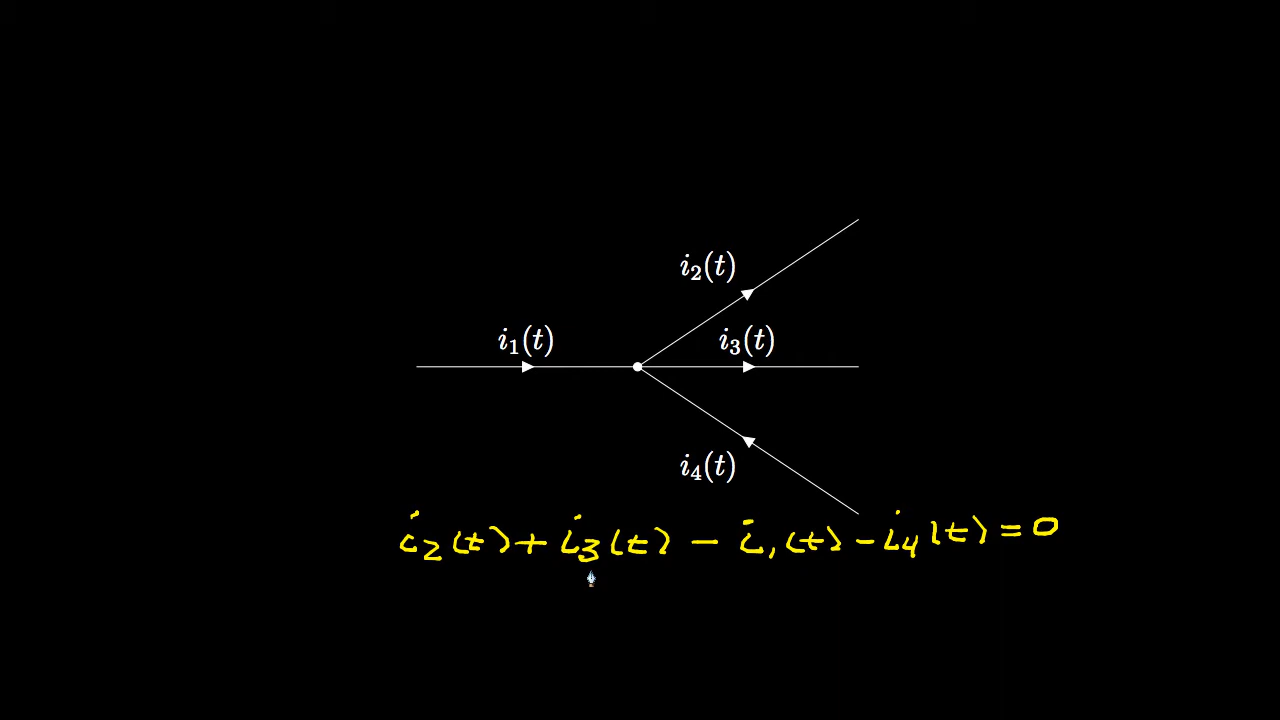 i₂(t)
i₁(t)
i₃(t)
i₄(t)
i₂(t)+i₃(t)-i₁(t)-i₄(t)=0